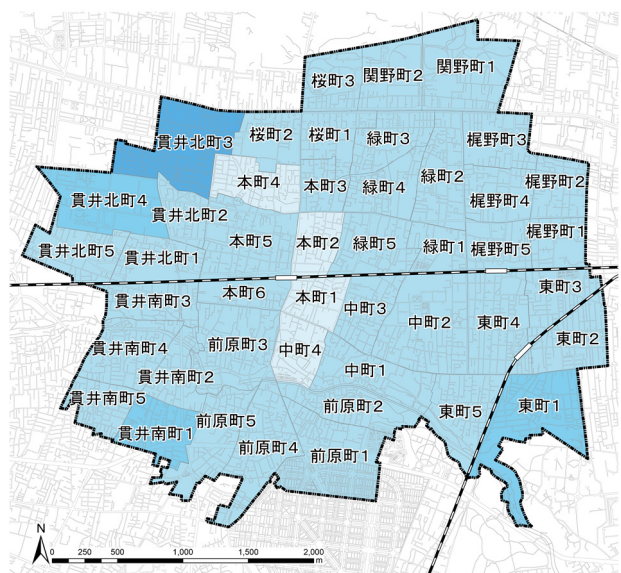 関野町1
桜町3
関野町2
貫井北町3
桜町2
桜町1
緑町3
梶野町3
本町4
本町3
緑町4
緑町2
梶野町2
梶野町4
貫井北町4
貫井北町2
貫井北町5
貫井北町1
本町5
本町2
緑町5
緑町1
梶野町1
梶野町5
貫井南町3
本町6
本町1
中町3
中町2
東町4
東町3
東町2
貫井南町4
前原町3
中町4
貫井南町2
中町1
貫井南町5
貫井南町1
前原町5
前原町2
東町5
東町1
前原町4
前原町1
N
0 250 500 1,000 1,500 2,000
m